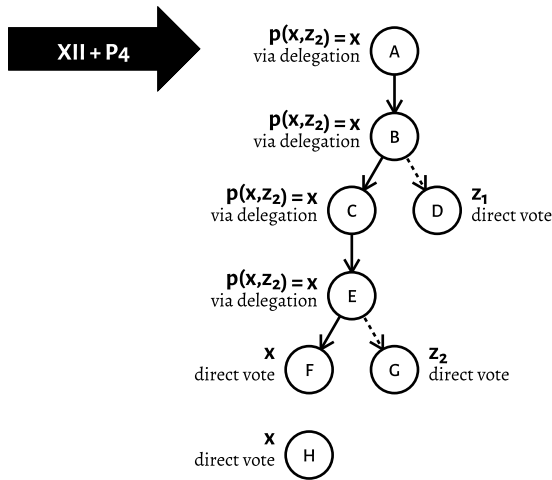 XII + P4
p(x,z₂) = x
via delegation
A
p(x,z₂) = x
via delegation
B
p(x,z₂) = x
via delegation
C
D
z₁
direct vote
p(x,z₂) = x
via delegation
E
x
direct vote
F
G
z₂
direct vote
x
direct vote
H